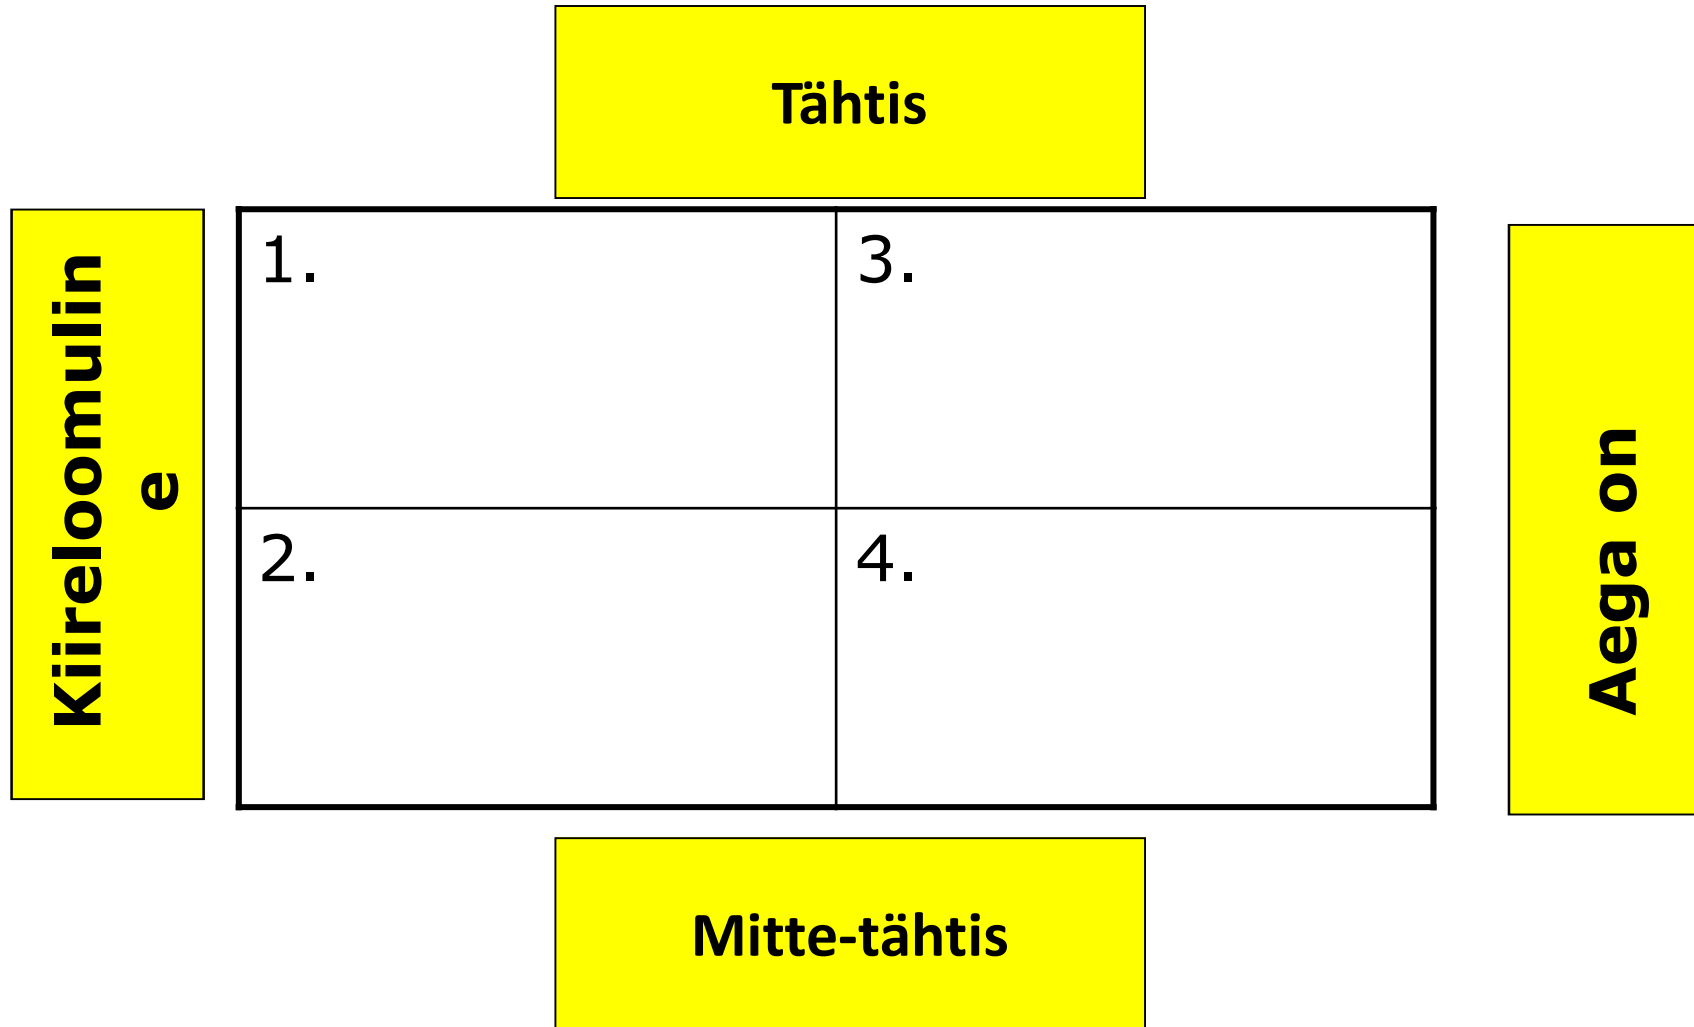 Tähtis
Kiireloomulin
e
1.
3.
2.
4.
Aega on
Mitte-tähtis